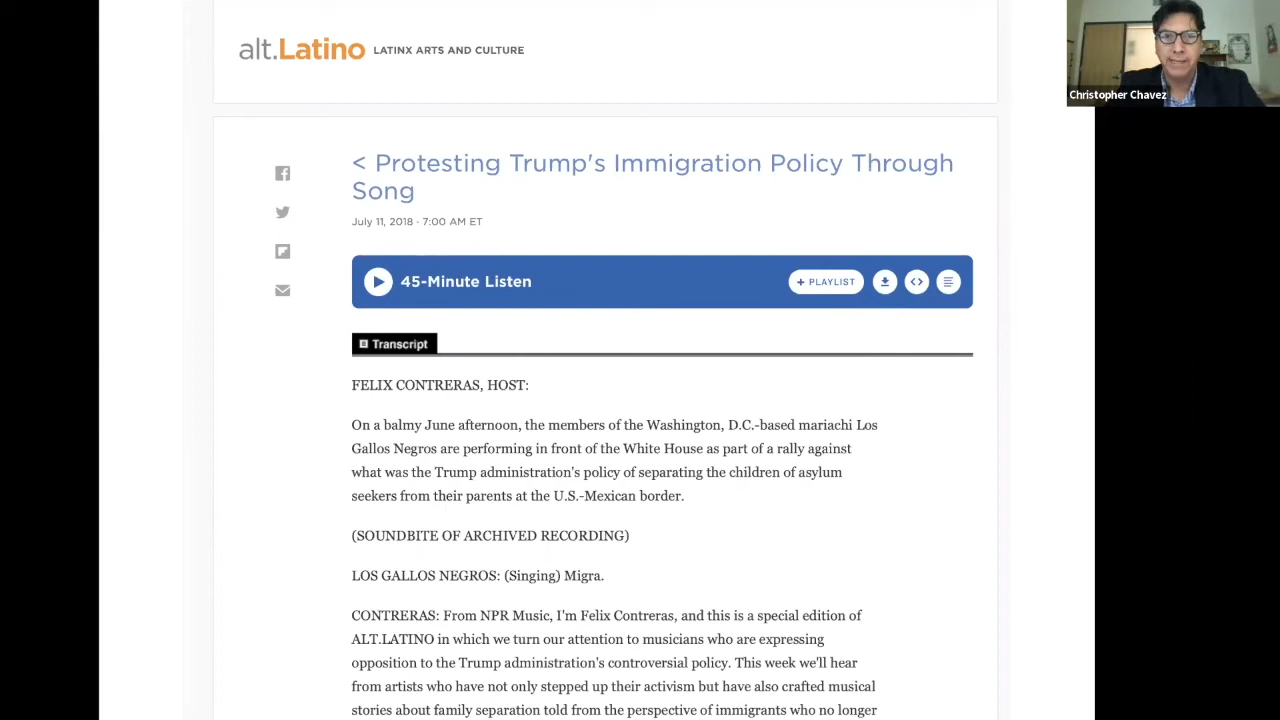 alt.Latino LATINX ARTS AND CULTURE
Christopher Chavez
< Protesting Trump's Immigration Policy Through
Song
July 11, 2018 · 7:00 AM ET
45-Minute Listen
+ PLAYLIST
Transcript
FELIX CONTRERAS, HOST:
On a balmy June afternoon, the members of the Washington, D.C.-based mariachi Los
Gallos Negros are performing in front of the White House as part of a rally against
what was the Trump administration's policy of separating the children of asylum
seekers from their parents at the U.S.-Mexican border.
(SOUNDBITE OF ARCHIVED RECORDING)
LOS GALLOS NEGROS: (Singing) Migra.
CONTRERAS: From NPR Music, I'm Felix Contreras, and this is a special edition of
ALT.LATINO in which we turn our attention to musicians who are expressing
opposition to the Trump administration's controversial policy. This week we'll hear
from artists who have not only stepped up their activism but have also crafted musical
stories about family separation told from the perspective of immigrants who no longer